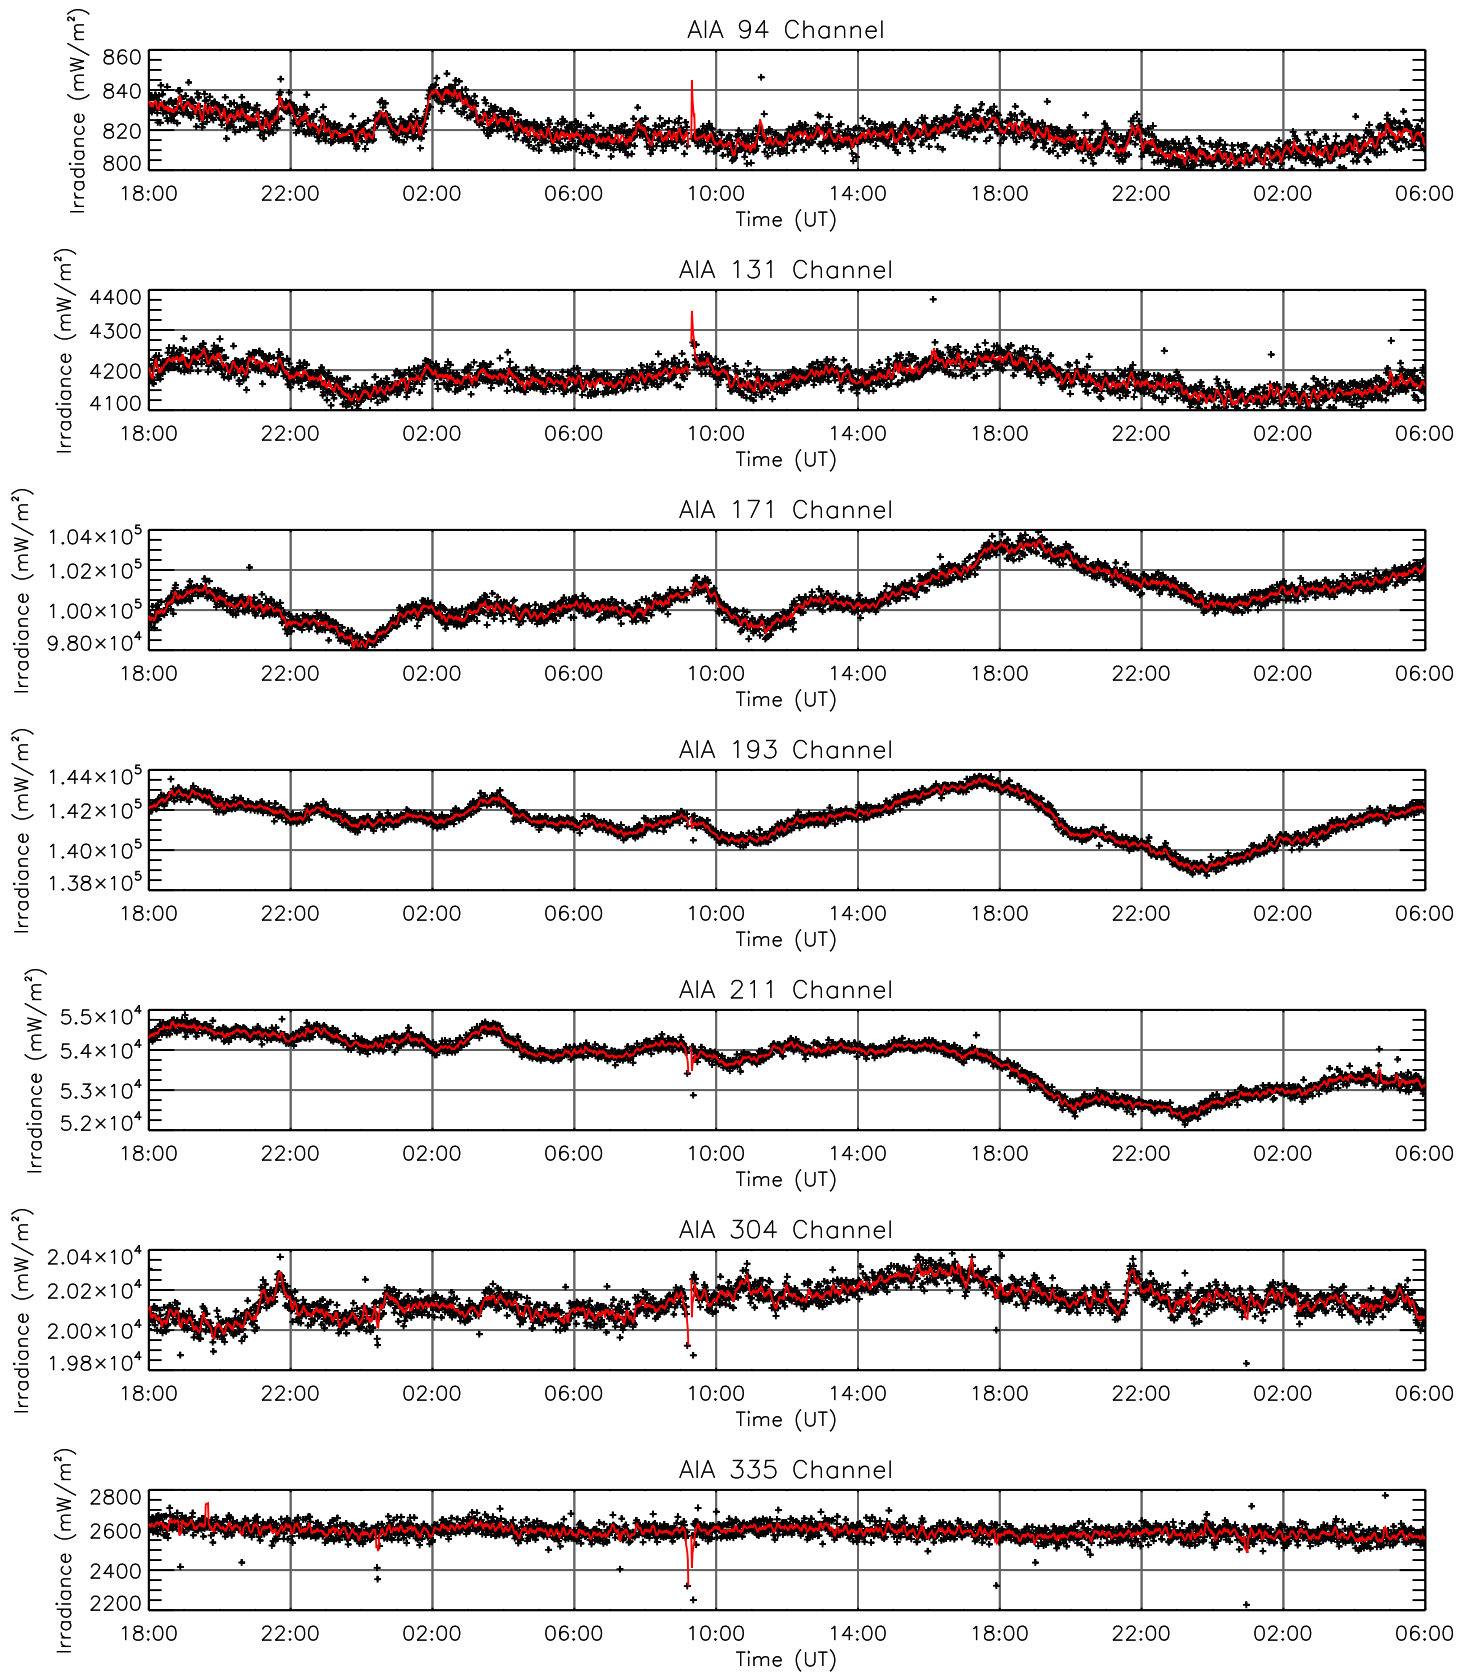 AIA 94 Channel
Irradiance (mW/m²)
860
840
820
800
18:00 22:00 02:00 06:00 10:00 14:00 18:00 22:00 02:00 06:00
Time (UT)
AIA 131 Channel
Irradiance (mW/m²)
4400
4300
4200
4100
18:00 22:00 02:00 06:00 10:00 14:00 18:00 22:00 02:00 06:00
Time (UT)
AIA 171 Channel
Irradiance (mW/m²)
1.04×10⁵
1.02×10⁵
1.00×10⁵
9.80×10⁴
18:00 22:00 02:00 06:00 10:00 14:00 18:00 22:00 02:00 06:00
Time (UT)
AIA 193 Channel
Irradiance (mW/m²)
1.44×10⁵
1.42×10⁵
1.40×10⁵
1.38×10⁵
18:00 22:00 02:00 06:00 10:00 14:00 18:00 22:00 02:00 06:00
Time (UT)
AIA 211 Channel
Irradiance (mW/m²)
5.5×10⁴
5.4×10⁴
5.3×10⁴
5.2×10⁴
18:00 22:00 02:00 06:00 10:00 14:00 18:00 22:00 02:00 06:00
Time (UT)
AIA 304 Channel
Irradiance (mW/m²)
2.04×10⁴
2.02×10⁴
2.00×10⁴
1.98×10⁴
18:00 22:00 02:00 06:00 10:00 14:00 18:00 22:00 02:00 06:00
Time (UT)
AIA 335 Channel
Irradiance (mW/m²)
2800
2600
2400
2200
18:00 22:00 02:00 06:00 10:00 14:00 18:00 22:00 02:00 06:00
Time (UT)